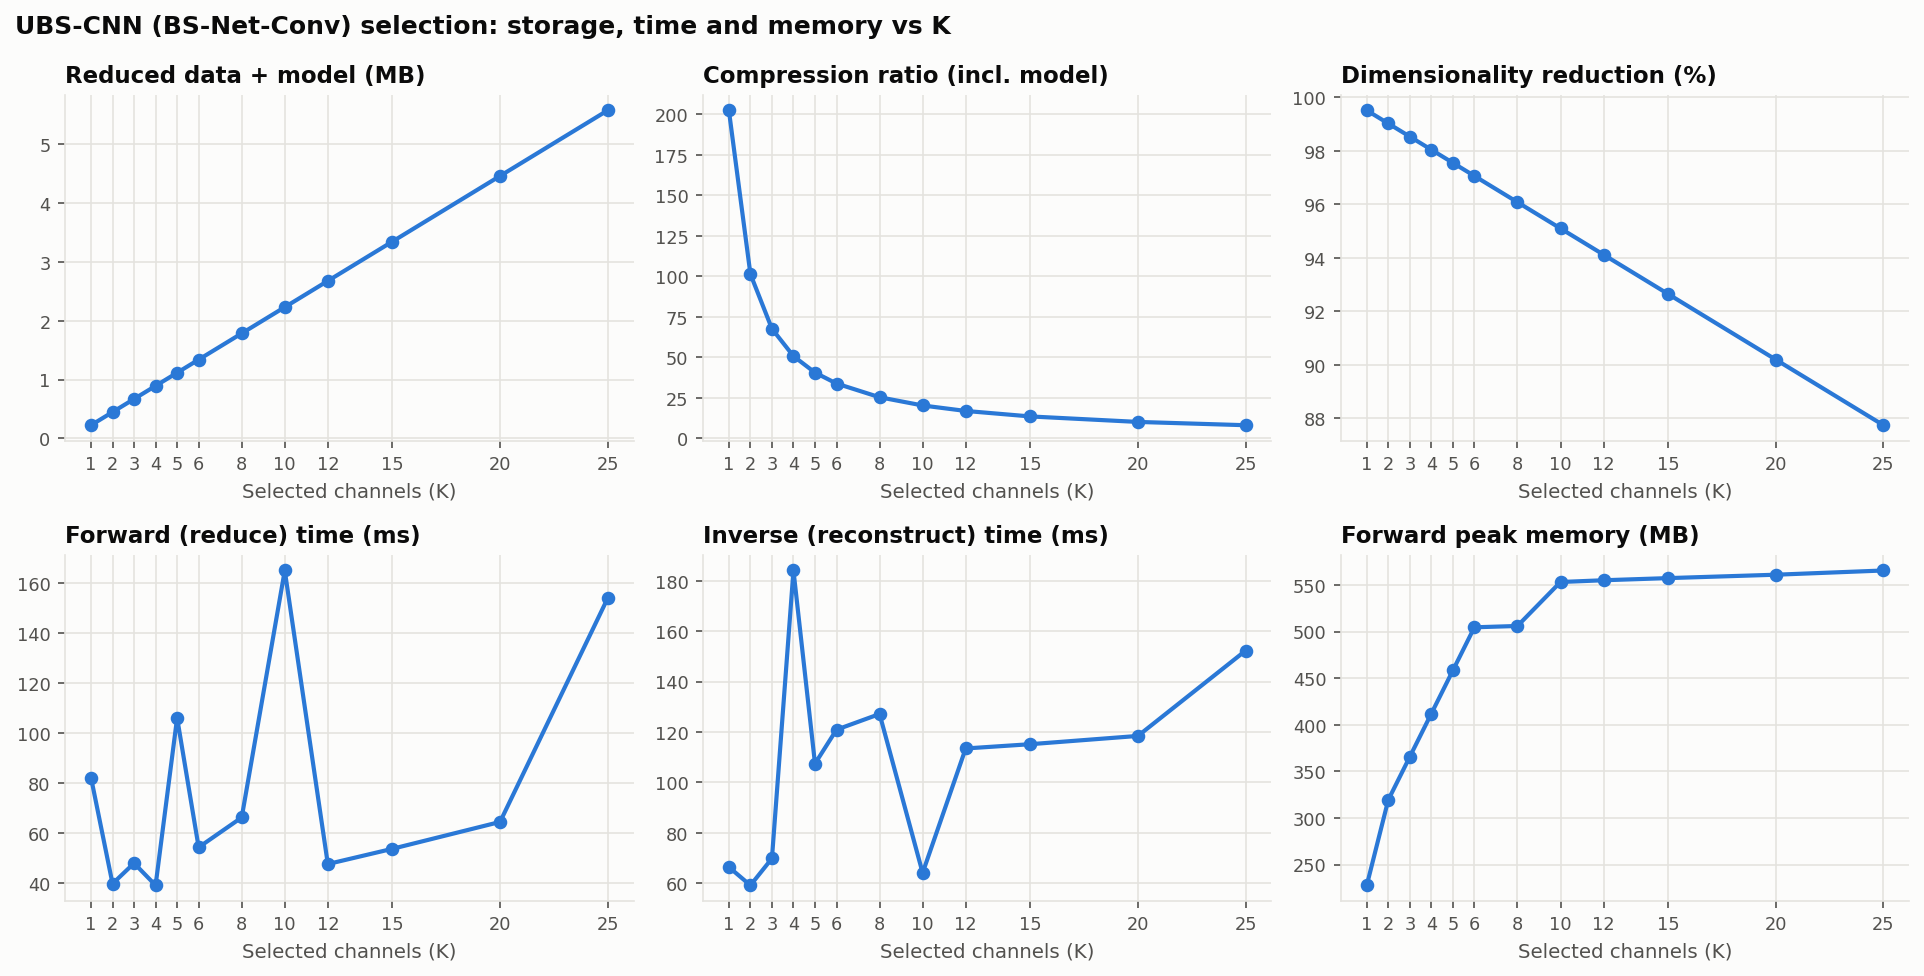 UBS-CNN (BS-Net-Conv) selection: storage, time and memory vs K
Reduced data + model (MB)
5
4
3
2
1
0
1 2 3 4 5 6 8 10 12 15 20 25
Selected channels (K)
Compression ratio (incl. model)
200
175
150
125
100
75
50
25
0
1 2 3 4 5 6 8 10 12 15 20 25
Selected channels (K)
Dimensionality reduction (%)
100
98
96
94
92
90
88
1 2 3 4 5 6 8 10 12 15 20 25
Selected channels (K)
Forward (reduce) time (ms)
160
140
120
100
80
60
40
1 2 3 4 5 6 8 10 12 15 20 25
Selected channels (K)
Inverse (reconstruct) time (ms)
180
160
140
120
100
80
60
1 2 3 4 5 6 8 10 12 15 20 25
Selected channels (K)
Forward peak memory (MB)
550
500
450
400
350
300
250
1 2 3 4 5 6 8 10 12 15 20 25
Selected channels (K)